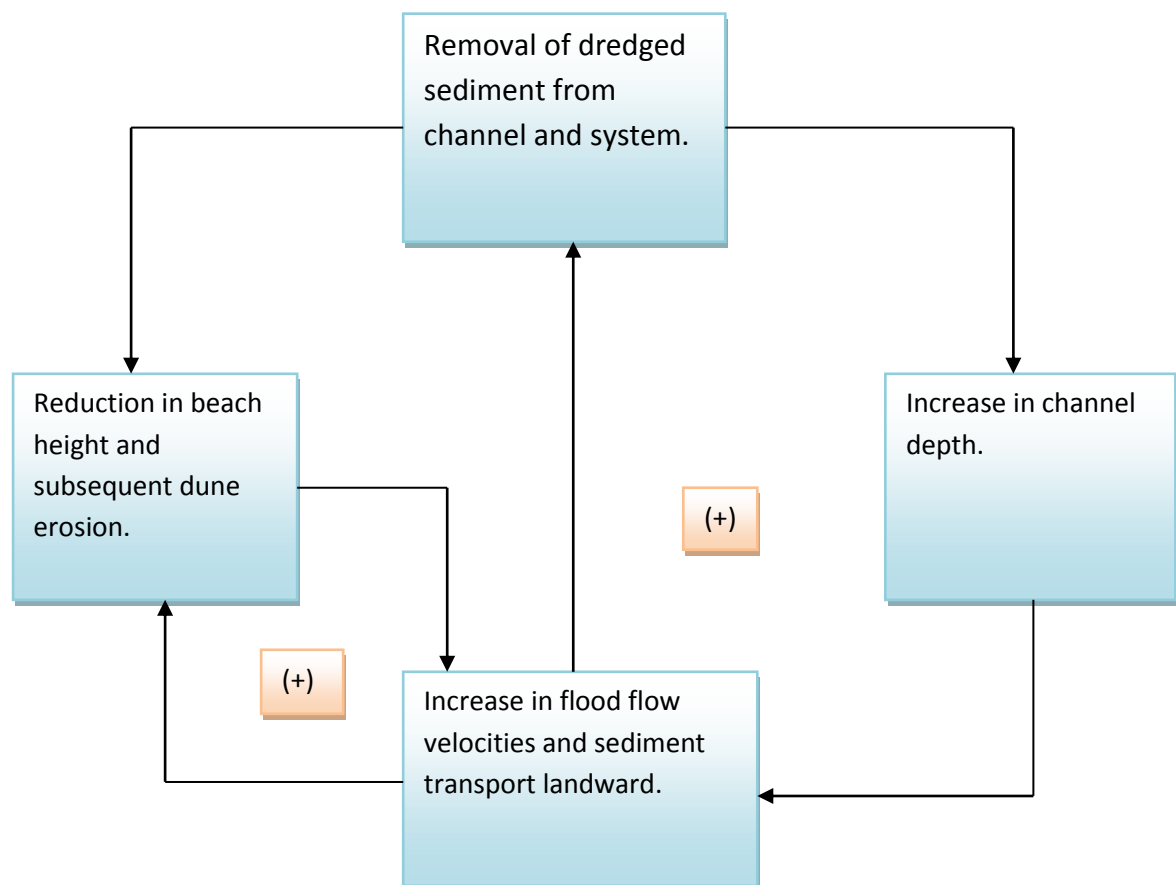 Removal of dredged
sediment from
channel and system.
Reduction in beach
height and
subsequent dune
erosion.
Increase in channel
depth.
(+)
(+)
Increase in flood flow
velocities and sediment
transport landward.